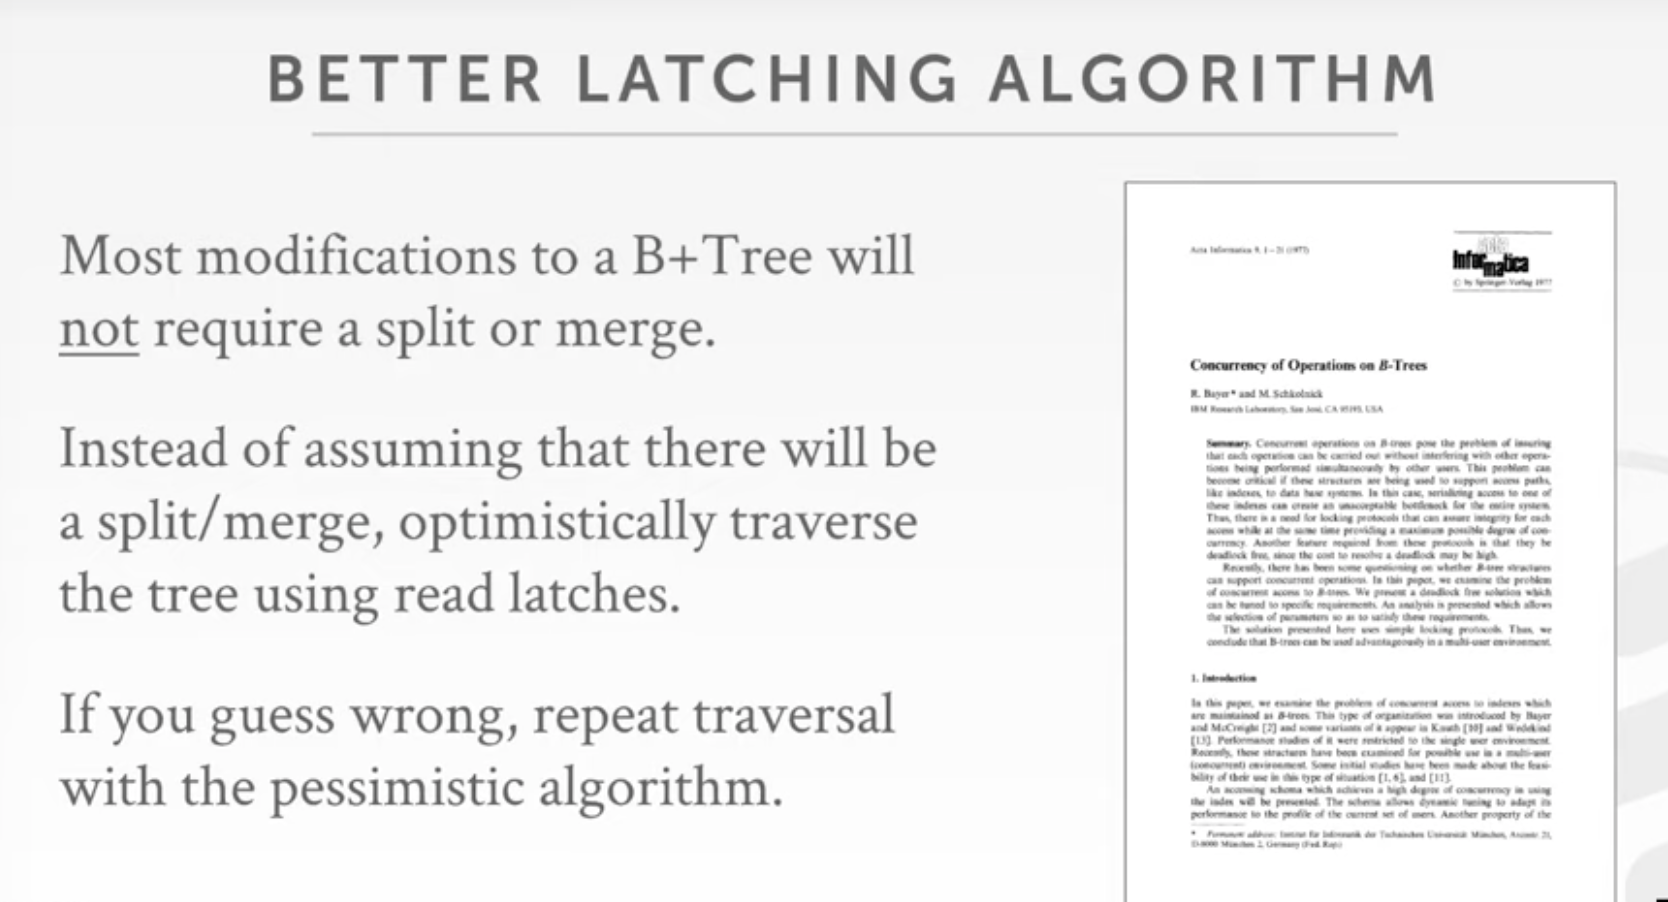 BETTER LATCHING ALGORITHM
Most modifications to a B+Tree will
not require a split or merge.
Instead of assuming that there will be
a split/merge, optimistically traverse
the tree using read latches.
If you guess wrong, repeat traversal
with the pessimistic algorithm.
Acta Informatica 9, 1–21 (1977)
acta
Informatica
© by Springer-Verlag 1977
Concurrency of Operations on B-Trees
R. Bayer* and M. Schkolnick
IBM Research Laboratory, San José, CA 95193, USA
Summary. Concurrent operations on B-trees pose the problem of insuring
that each operation can be carried out without interfering with other opera-
tions being performed simultaneously by other users. This problem can
become critical if these structures are being used to support access paths,
like indexes, to data base systems. In this case, serializing access to one of
these indexes can create an unacceptable bottleneck for the entire system.
Thus, there is a need for locking protocols that can assure integrity for each
access while at the same time providing a maximum possible degree of con-
currency. Another feature required from these protocols is that they be
deadlock free, since the cost to resolve a deadlock may be high.
Recently, there has been some questioning on whether B-tree structures
can support concurrent operations. In this paper, we examine the problem
of concurrent access to B-trees. We present a deadlock free solution which
can be tuned to specific requirements. An analysis is presented which allows
the selection of parameters so as to satisfy these requirements.
The solution presented here uses simple locking protocols. Thus, we
conclude that B-trees can be used advantageously in a multi-user environment.
1. Introduction
In this paper, we examine the problem of concurrent access to indexes which
are maintained as B-trees. This type of organization was introduced by Bayer
and McCreight [2] and some variants of it appear in Knuth [10] and Wedekind
[13]. Performance studies of it were restricted to the single user environment.
Recently, these structures have been examined for possible use in a multi-user
(concurrent) environment. Some initial studies have been made about the feasi-
bility of their use in this type of situation [1, 6], and [11].
An accessing schema which achieves a high degree of concurrency in using
the index will be presented. The schema allows dynamic tuning to adapt its
performance to the profile of the current set of users. Another property of the
* Permanent address: Institut für Informatik der Technischen Universität München, Arcisstr. 21,
D-8000 München 2, Germany (Fed. Rep.)